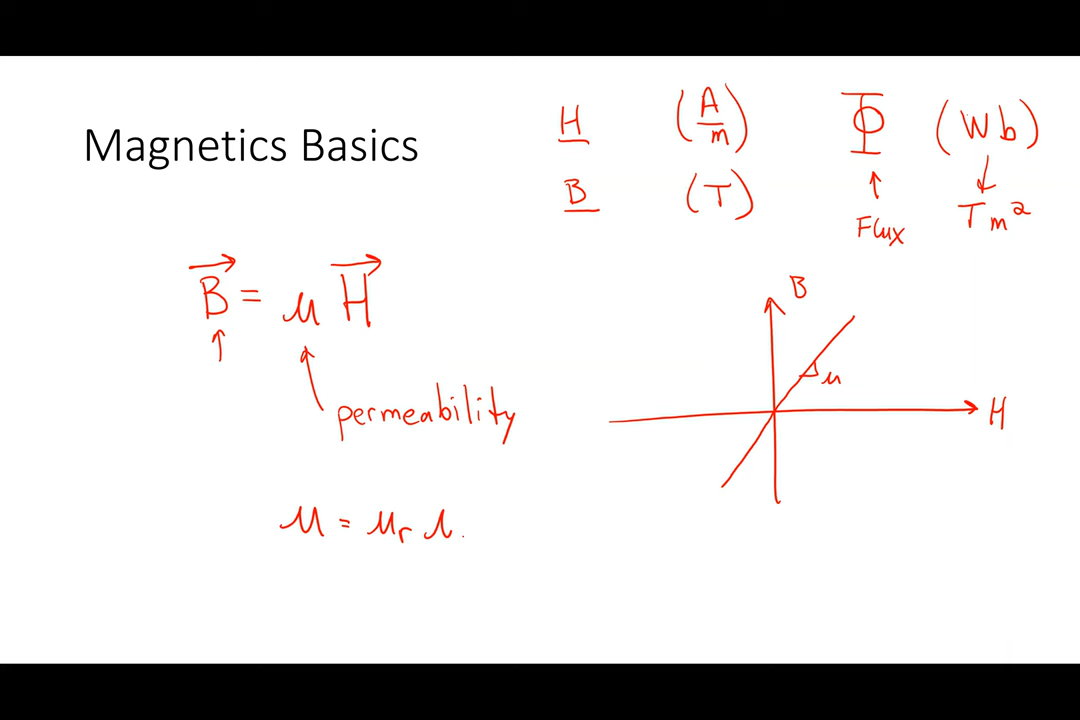 Magnetics Basics
H (A/m) Φ (Wb)
B (T) Flux Tm²
B = μ H
permeability
B
μ
H
μ = μr